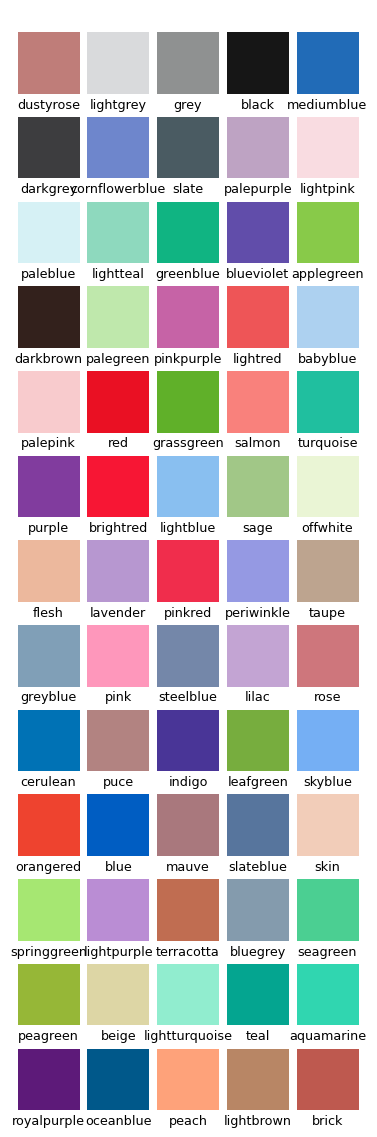 dustyrose lightgrey grey black mediumblue
darkgrey cornflowerblue slate palepurple lightpink
paleblue lightteal greenblue blueviolet applegreen
darkbrown palegreen pinkpurple lightred babyblue
palepink red grassgreen salmon turquoise
purple brightred lightblue sage offwhite
flesh lavender pinkred periwinkle taupe
greyblue pink steelblue lilac rose
cerulean puce indigo leafgreen skyblue
orangered blue mauve slateblue skin
springgreen lightpurple terracotta bluegrey seagreen
peagreen beige lightturquoise teal aquamarine
royalpurple oceanblue peach lightbrown brick